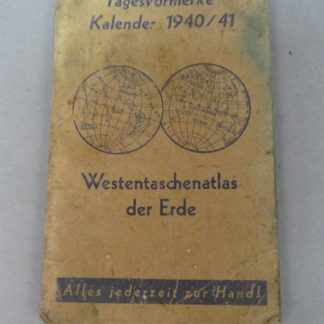 Tagesvormerke
Kalender 1940/41
Westentaschenatlas
der Erde
Alles jederzeit zur Hand!